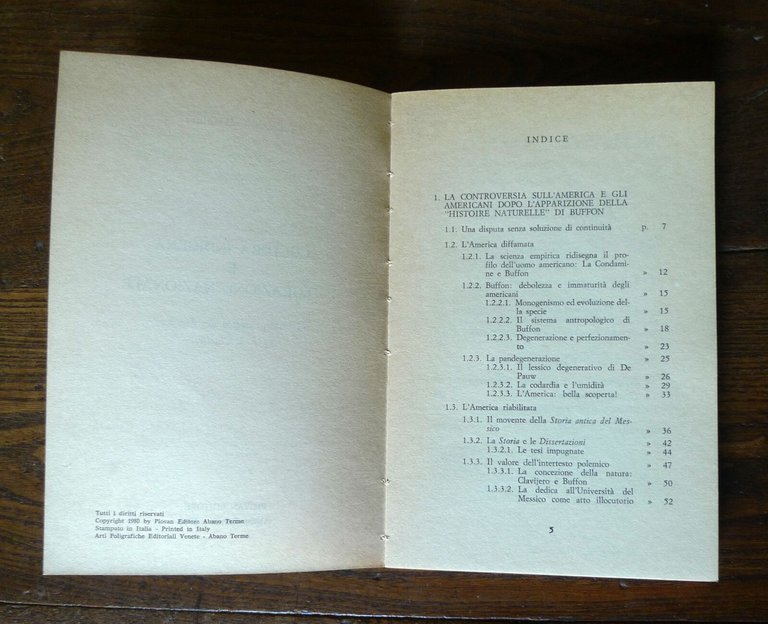 Tutti i diritti riservati
Copyright 1980 by Piovan Editore Abano Terme
Stampato in Italia - Printed in Italy
Arti Poligrafiche Editoriali Venete - Abano Terme
INDICE
1. LA CONTROVERSIA SULL'AMERICA E GLI
AMERICANI DOPO L'APPARIZIONE DELLA
"HISTOIRE NATURELLE" DI BUFFON
1.1. Una disputa senza soluzione di continuità p. 7
1.2. L'America diffamata
1.2.1. La scienza empirica ridisegna il pro-
filo dell'uomo americano: La Condami-
ne e Buffon » 12
1.2.2. Buffon: debolezza e immaturità degli
americani » 15
1.2.2.1. Monogenismo ed evoluzione del-
la specie » 15
1.2.2.2. Il sistema antropologico di
Buffon » 18
1.2.2.3. Degenerazione e perfezionamen-
to » 23
1.2.3. La pandegenerazione » 25
1.2.3.1. Il lessico degenerativo di De
Pauw » 26
1.2.3.2. La codardia e l'umidità » 29
1.2.3.3. L'America: bella scoperta! » 33
1.3. L'America riabilitata
1.3.1. Il movente della Storia antica del Mes-
sico » 36
1.3.2. La Storia e le Dissertazioni » 42
1.3.2.1. Le tesi impugnate » 44
1.3.3. Il valore dell'intertesto polemico » 47
1.3.3.1. La concezione della natura:
Clavijero e Buffon » 50
1.3.3.2. La dedica all'Università del
Messico come atto illocutorio » 52
5